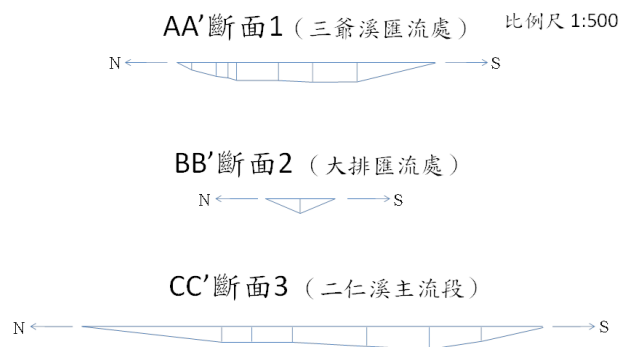 AA’斷面1（三爺溪匯流處） 比例尺 1:500
N S
BB’斷面2（大排匯流處）
N S
CC’斷面3（二仁溪主流段）
N S